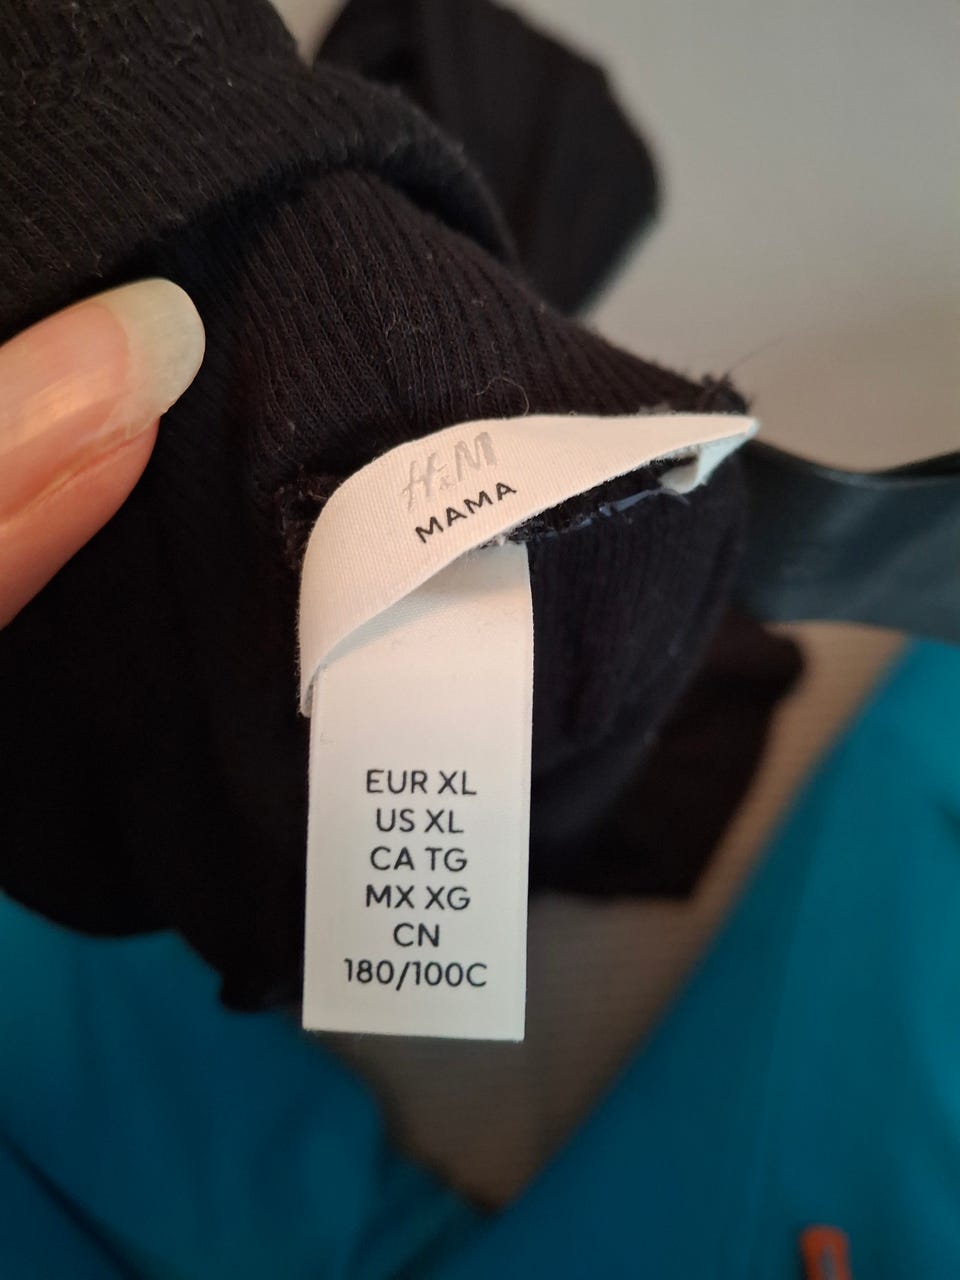 H&M
MAMA
EUR XL
US XL
CA TG
MX XG
CN
180/100C